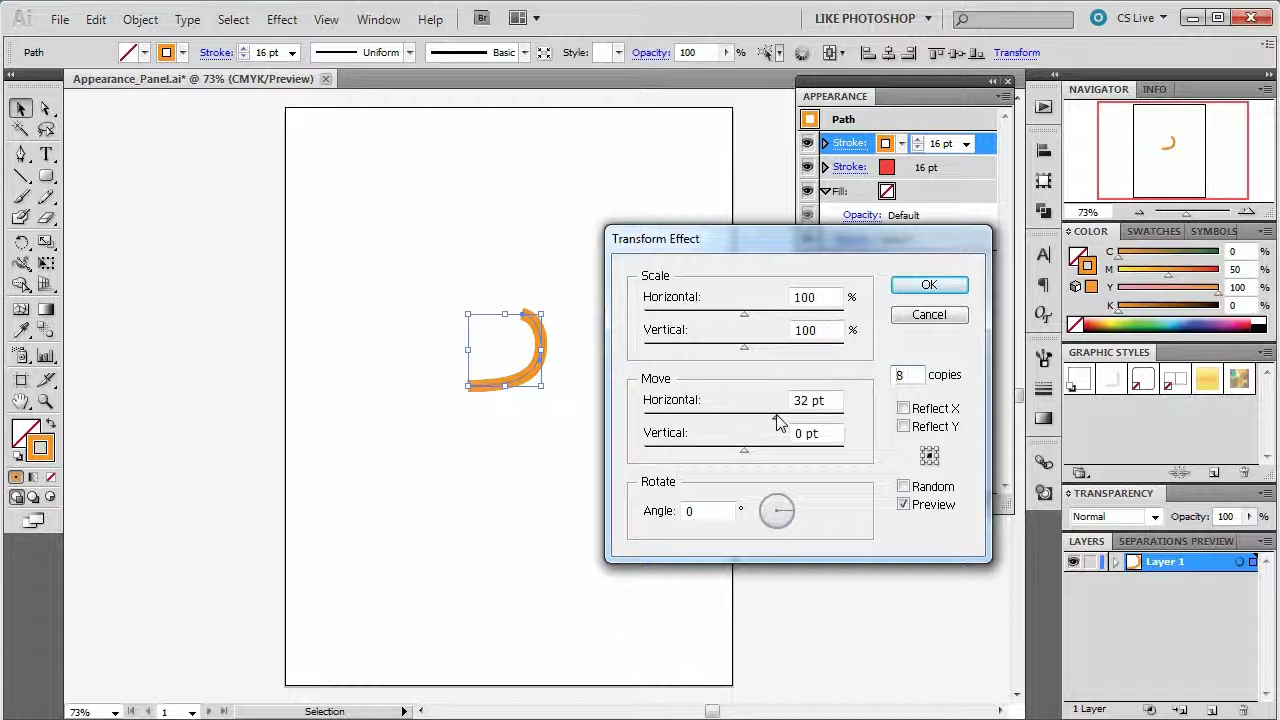 Ai File Edit Object Type Select Effect View Window Help Br LIKE PHOTOSHOP CS Live
Path Stroke: 16 pt Uniform Basic Style: Opacity: 100 % Transform
Appearance_Panel.ai* @ 73% (CMYK/Preview)
APPEARANCE
Path
Stroke: 16 pt
Stroke: 16 pt
Fill:
Opacity: Default
Transform Effect
Scale
Horizontal: 100 %
Vertical: 100 %
OK
Cancel
Move
Horizontal: 32 pt
Vertical: 0 pt
8 copies
Reflect X
Reflect Y
Random
Preview
Rotate
Angle: 0 °
NAVIGATOR INFO
73%
COLOR SWATCHES SYMBOLS
C 0 %
M 50 %
Y 100 %
K 0 %
GRAPHIC STYLES
TRANSPARENCY
Normal Opacity: 100 %
LAYERS SEPARATIONS PREVIEW
Layer 1
1 Layer
73% 1 Selection